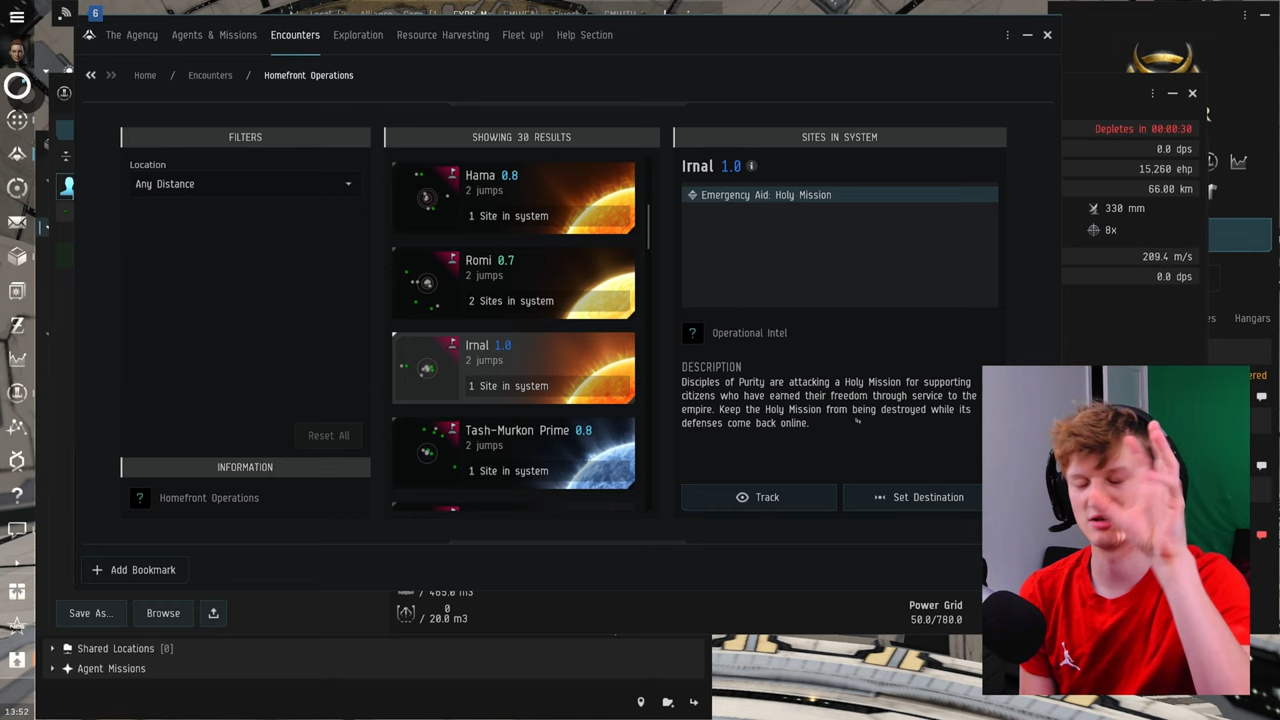 6
The Agency
Agents & Missions
Encounters
Exploration
Resource Harvesting
Fleet up!
Help Section
Home / Encounters / Homefront Operations
FILTERS
Location
Any Distance
Reset All
INFORMATION
? Homefront Operations
SHOWING 30 RESULTS
Hama 0.8
2 jumps
1 Site in system
Romi 0.7
2 jumps
2 Sites in system
Irnal 1.0
2 jumps
1 Site in system
Tash-Murkon Prime 0.8
2 jumps
1 Site in system
SITES IN SYSTEM
Irnal 1.0
Emergency Aid: Holy Mission
? Operational Intel
DESCRIPTION
Disciples of Purity are attacking a Holy Mission for supporting
citizens who have earned their freedom through service to the
empire. Keep the Holy Mission from being destroyed while its
defenses come back online.
Track
Set Destination
Add Bookmark
Depletes in 00:00:30
0.0 dps
15,260 ehp
66.00 km
330 mm
8x
209.4 m/s
0.0 dps
Hangars
Save As...
Browse
/ 465.0 m3
0
/ 20.0 m3
Power Grid
50.0/780.0
Shared Locations [0]
Agent Missions
13:52